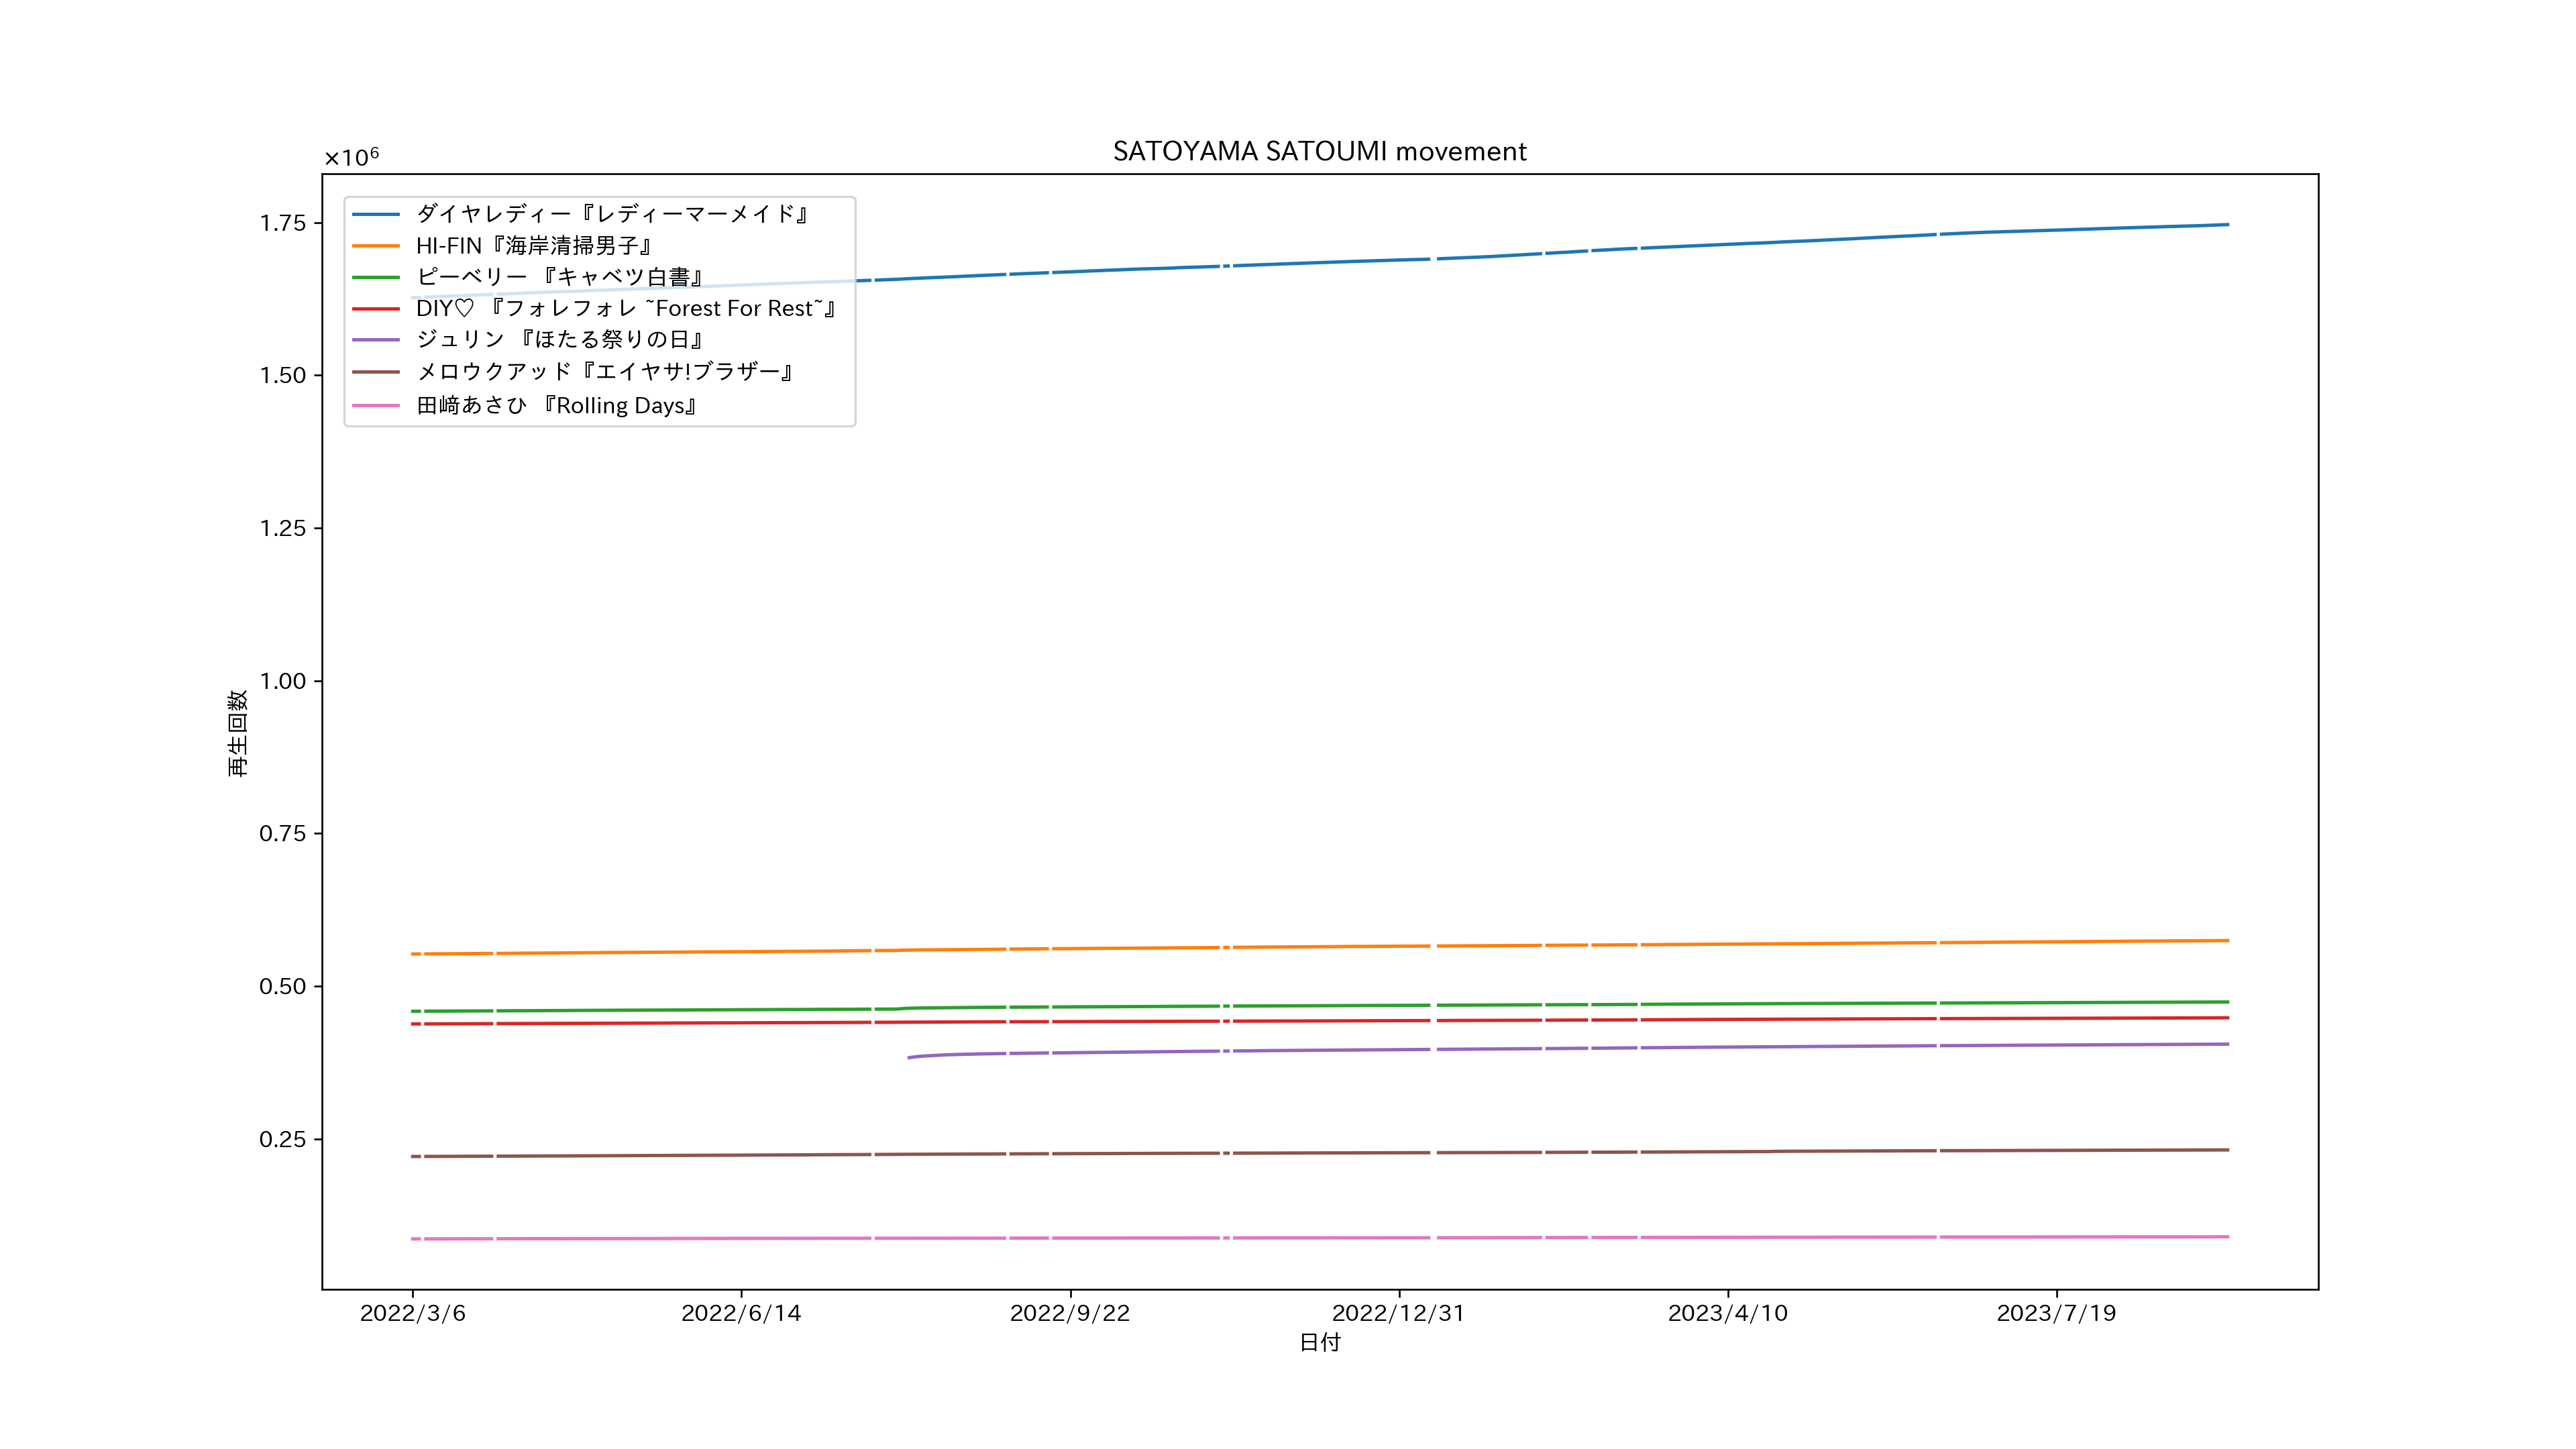 SATOYAMA SATOUMI movement
×10⁶
1.75
1.50
1.25
1.00
0.75
0.50
0.25
再生回数
ダイヤレディー『レディーマーメイド』
HI-FIN『海岸清掃男子』
ピーベリー 『キャベツ白書』
DIY♡ 『フォレフォレ ~Forest For Rest~』
ジュリン 『ほたる祭りの日』
メロウクアッド『エイヤサ!ブラザー』
田﨑あさひ 『Rolling Days』
2022/3/6
2022/6/14
2022/9/22
2022/12/31
2023/4/10
2023/7/19
日付